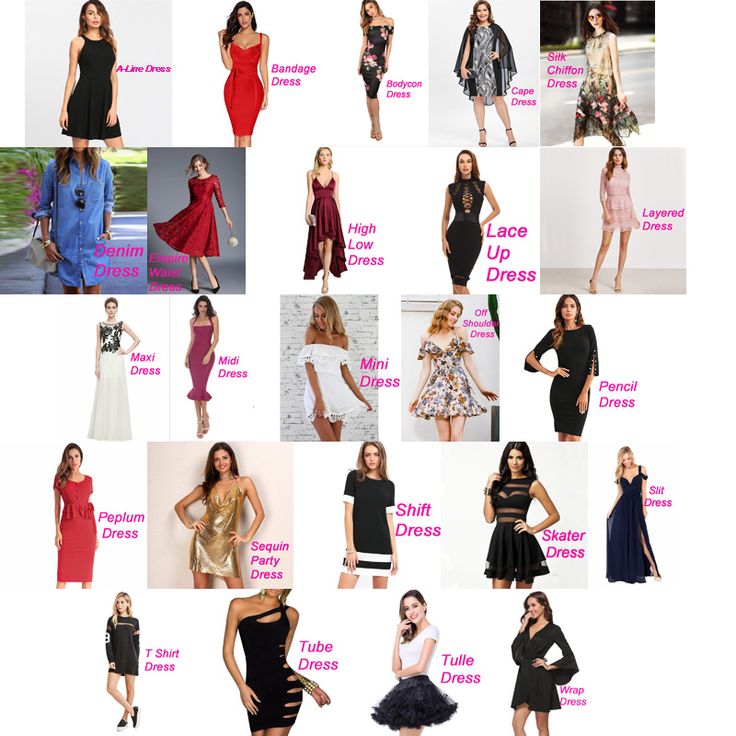 A-Line Dress
Bandage
Dress
Bodycon
Dress
Cape
Dress
Silk
Chiffon
Dress
Denim
Dress
Empire
Waist
Dress
High
Low
Dress
Lace
Up
Dress
Layered
Dress
Maxi
Dress
Midi
Dress
Mini
Dress
Off
Shoulder
Dress
Pencil
Dress
Peplum
Dress
Sequin
Party
Dress
Shift
Dress
Skater
Dress
Slit
Dress
T Shirt
Dress
Tube
Dress
Tulle
Dress
Wrap
Dress